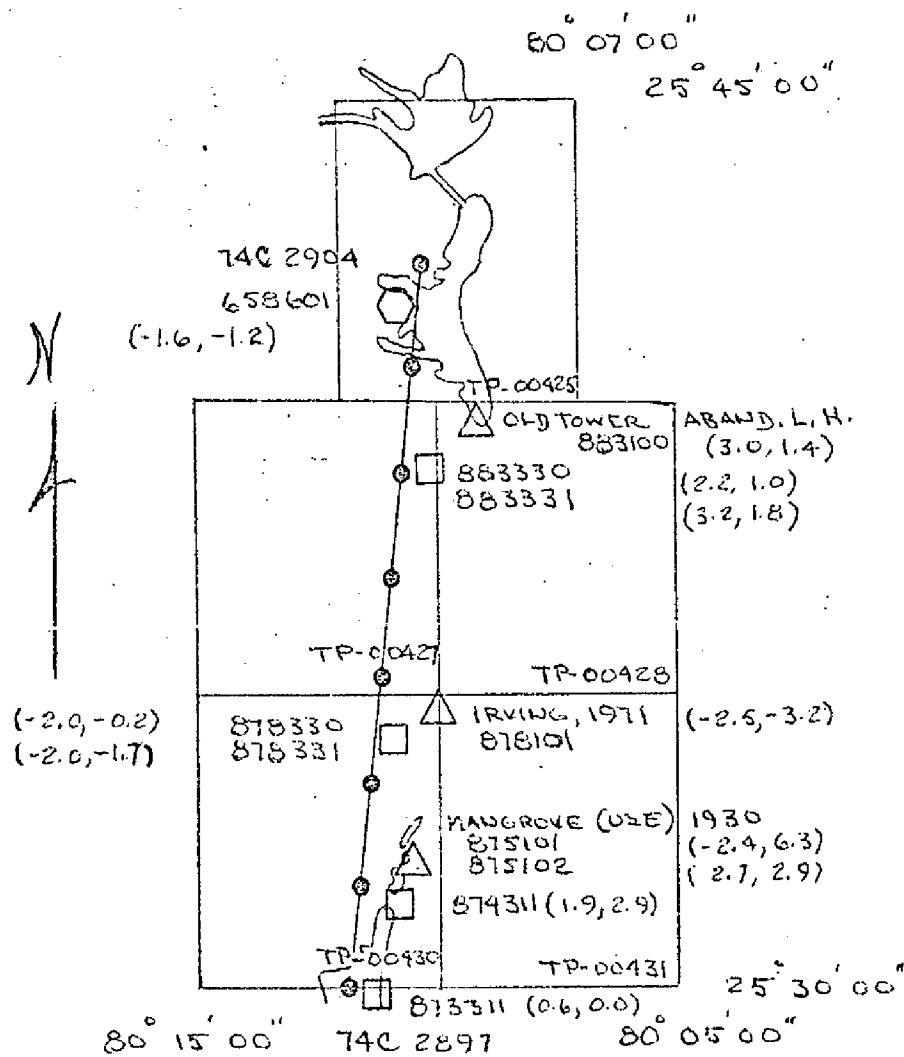 80° 07' 00"
25° 45' 00"
74C 2904
658601
(-1.6, -1.2)
N
TP-00425
OLD TOWER ABAND. L. H.
883100 (3.0, 1.4)
883330 (2.2, 1.0)
883331 (3.2, 1.8)
TP-00427
TP-00428
(-2.0, -0.2)
(-2.0, -1.7)
878330
878331
IRVING, 1971 (-2.5, -3.2)
878101
MANGROVE (USE) 1930
875101 (-2.4, 6.3)
875102 (2.7, 2.9)
874311 (1.9, 2.9)
TP-00430
TP-00431
25° 30' 00"
873311 (0.6, 0.0)
80° 15' 00" 74C 2897 80° 05' 00"